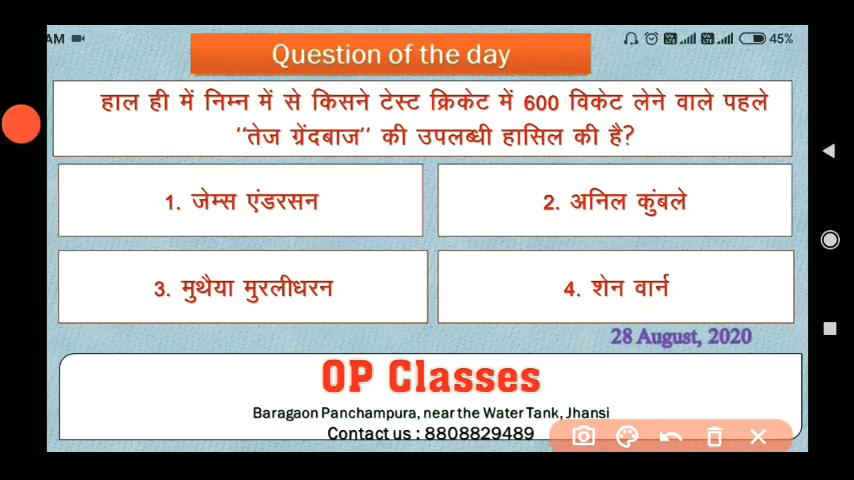 AM
45%
Question of the day
हाल ही में निम्न में से किसने टेस्ट क्रिकेट में 600 विकेट लेने वाले पहले
"तेज ग्रेंदबाज" की उपलब्धी हासिल की है?
1. जेम्स एंडरसन
2. अनिल कुंबले
3. मुथैया मुरलीधरन
4. शेन वार्न
28 August, 2020
OP Classes
Baragaon Panchampura, near the Water Tank, Jhansi
Contact us : 8808829489